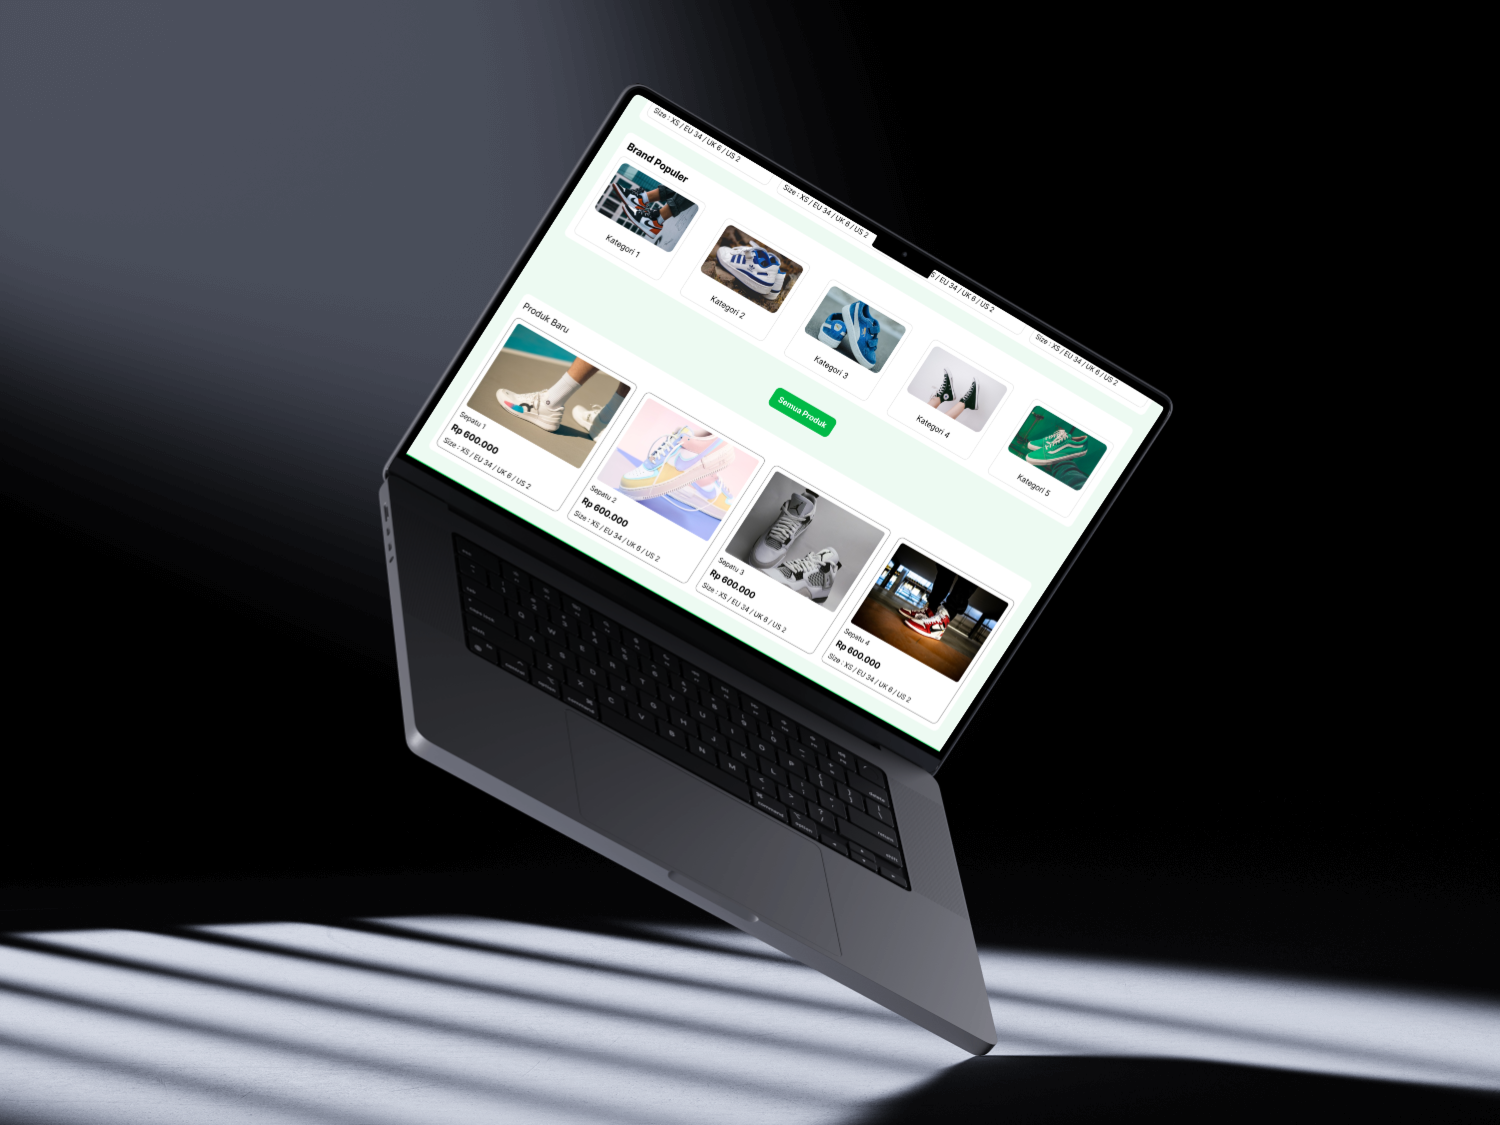 Size : XS / EU 34 / UK 6 / US 2
Size : XS / EU 34 / UK 6 / US 2
S / EU 34 / UK 6 / US 2
Size : XS / EU 34 / UK 6 / US 2
Brand Populer
Kategori 1
Kategori 2
Kategori 3
Kategori 4
Kategori 5
Produk Baru
Semua Produk
Sepatu 1
Rp 600.000
Size : XS / EU 34 / UK 6 / US 2
Sepatu 2
Rp 600.000
Size : XS / EU 34 / UK 6 / US 2
Sepatu 3
Rp 600.000
Size : XS / EU 34 / UK 6 / US 2
Sepatu 4
Rp 600.000
Size : XS / EU 34 / UK 6 / US 2